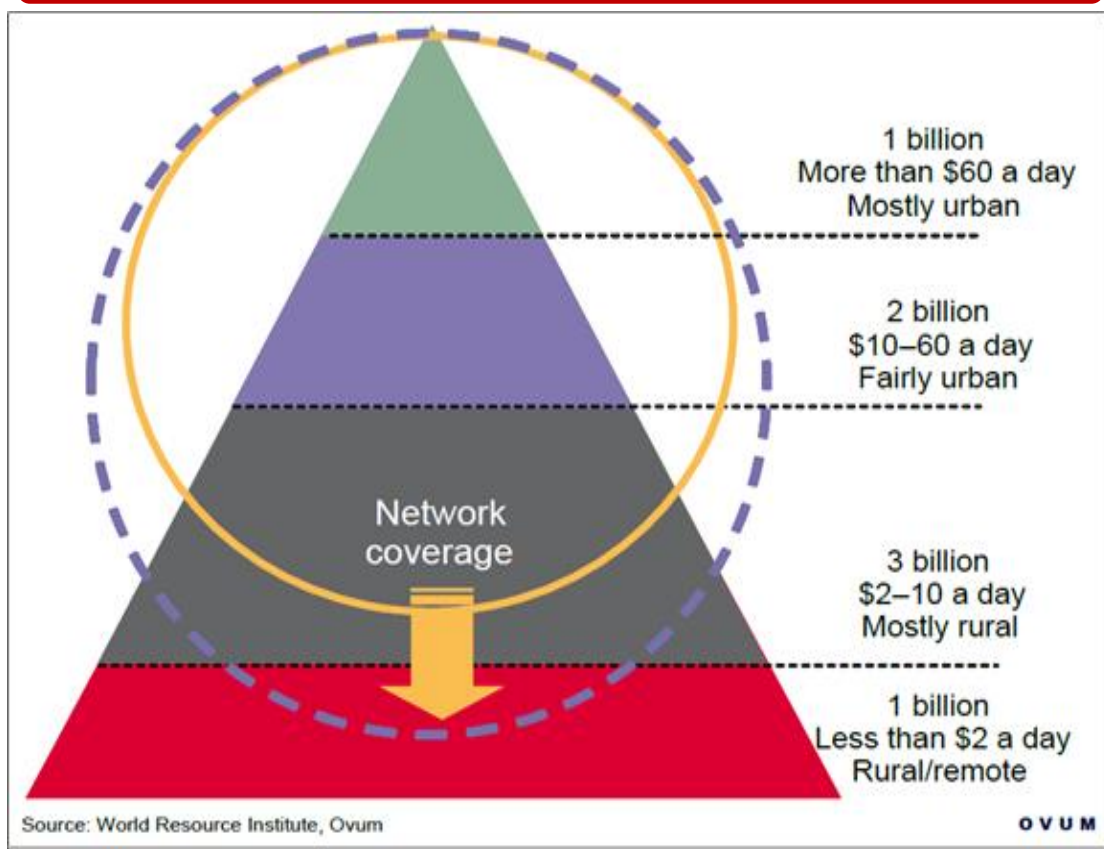 1 billion
More than $60 a day
Mostly urban
2 billion
$10–60 a day
Fairly urban
Network
coverage
3 billion
$2–10 a day
Mostly rural
1 billion
Less than $2 a day
Rural/remote
Source: World Resource Institute, Ovum
OVUM